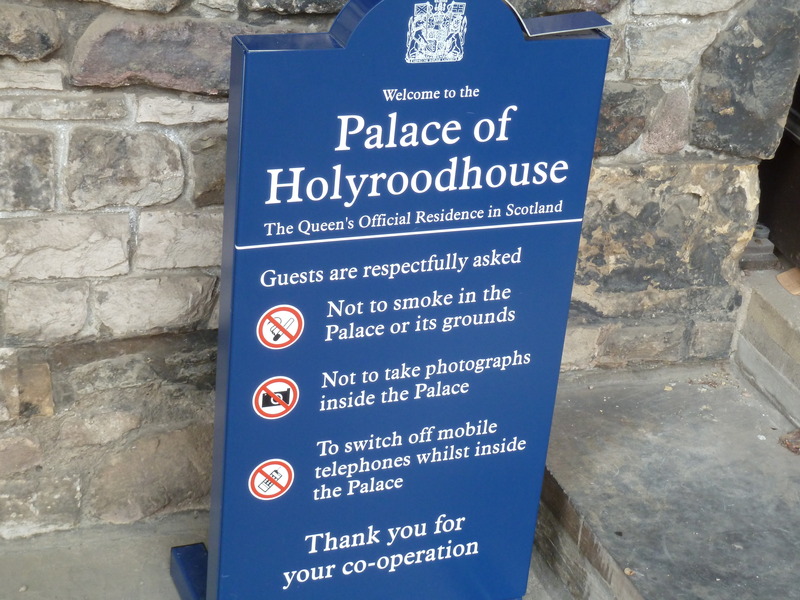 Welcome to the
Palace of
Holyroodhouse
The Queen's Official Residence in Scotland
Guests are respectfully asked
Not to smoke in the
Palace or its grounds
Not to take photographs
inside the Palace
To switch off mobile
telephones whilst inside
the Palace
Thank you for
your co-operation